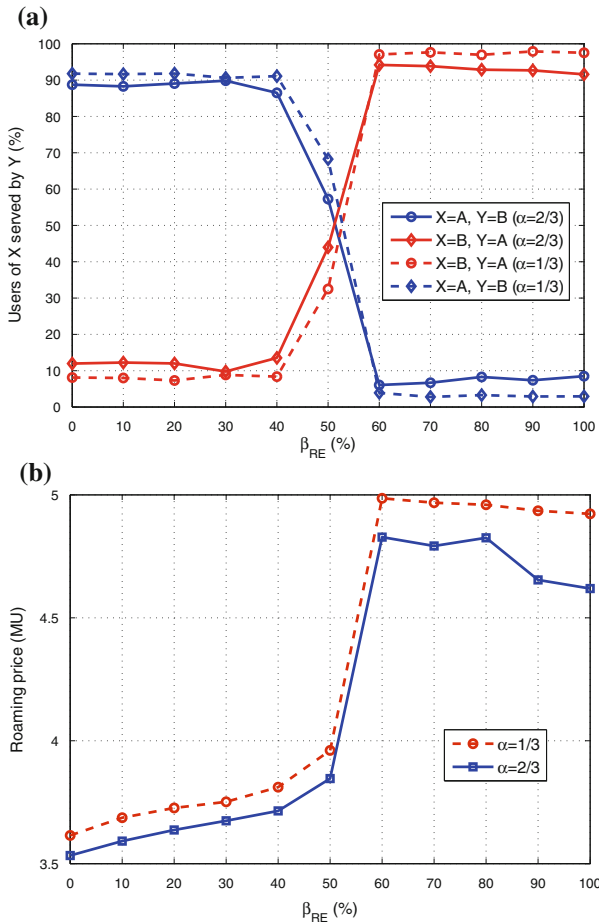 (a)
100
90
80
70
60
50
40
30
20
10
0
Users of X served by Y (%)
X=A, Y=B (α=2/3)
X=B, Y=A (α=2/3)
X=B, Y=A (α=1/3)
X=A, Y=B (α=1/3)
0 10 20 30 40 50 60 70 80 90 100
β_RE (%)
(b)
5
4.5
4
3.5
Roaming price (MU)
α=1/3
α=2/3
0 10 20 30 40 50 60 70 80 90 100
β_RE (%)